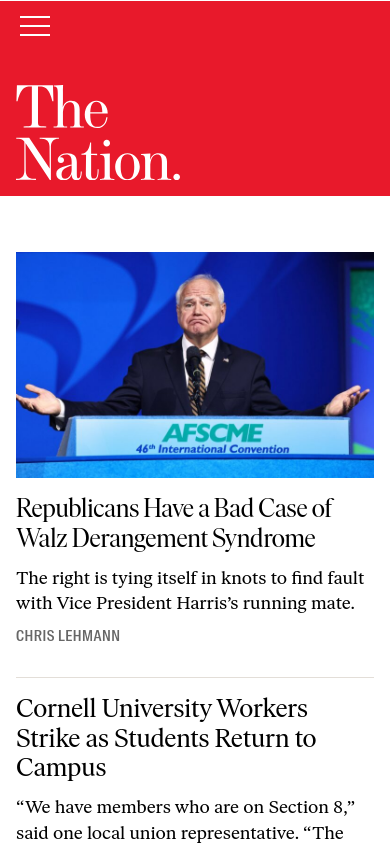 The
Nation.
AFSCME
46th International Convention
Republicans Have a Bad Case of
Walz Derangement Syndrome
The right is tying itself in knots to find fault
with Vice President Harris’s running mate.
CHRIS LEHMANN
Cornell University Workers
Strike as Students Return to
Campus
“We have members who are on Section 8,”
said one local union representative. “The